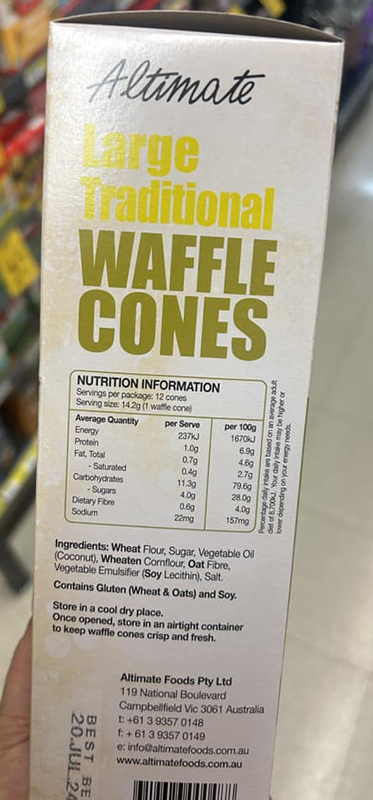 Altimate
Large
Traditional
WAFFLE
CONES
NUTRITION INFORMATION
Servings per package: 12 cones
Serving size: 14.2g (1 waffle cone)
Average Quantity per Serve per 100g
Energy 237kJ 1670kJ
Protein 1.0g 6.9g
Fat, Total 0.7g 4.6g
- Saturated 0.4g 2.7g
Carbohydrates 11.3g 79.6g
- Sugars 4.0g 28.0g
Dietary Fibre 0.6g 4.0g
Sodium 22mg 157mg
Percentage daily intake are based on an average adult
diet of 8,700kJ. Your daily intake may be higher or
lower depending on your energy needs.
Ingredients: Wheat Flour, Sugar, Vegetable Oil
(Coconut), Wheaten Cornflour, Oat Fibre,
Vegetable Emulsifier (Soy Lecithin), Salt.
Contains Gluten (Wheat & Oats) and Soy.
Store in a cool dry place.
Once opened, store in an airtight container
to keep waffle cones crisp and fresh.
Altimate Foods Pty Ltd
119 National Boulevard
Campbellfield Vic 3061 Australia
t: +61 3 9357 0148
f: + 61 3 9357 0149
e: info@altimatefoods.com.au
www.altimatefoods.com.au
BEST BE
20.JUL.24